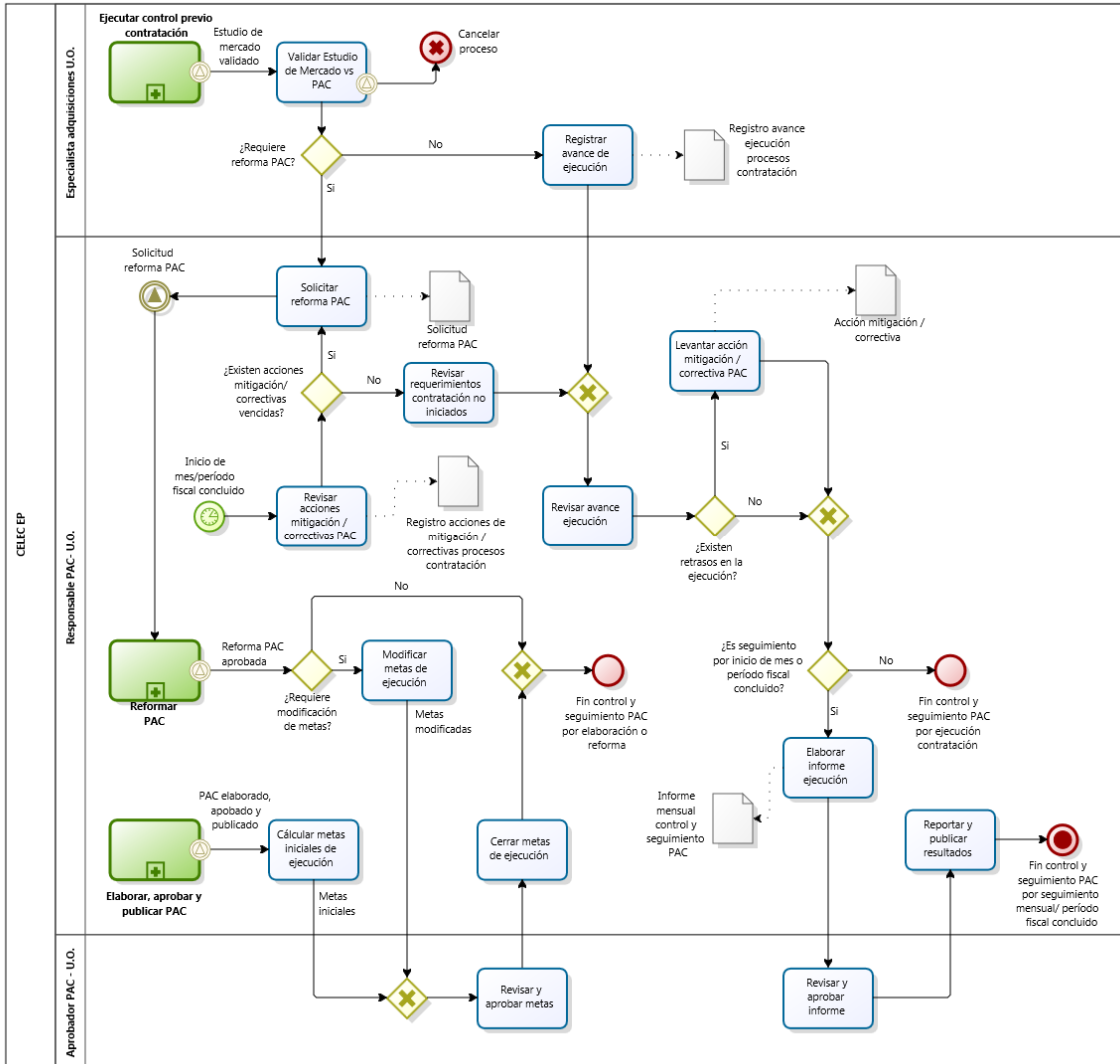 CELEC EP
Especialista adquisiciones U.O.
Ejecutar control previo
contratación
Estudio de
mercado
validado
Validar Estudio
de Mercado vs
PAC
Cancelar
proceso
¿Requiere
reforma PAC?
No
Si
Registrar
avance de
ejecución
Registro avance
ejecución
procesos
contratación
Responsable PAC- U.O.
Solicitud
reforma PAC
Solicitar
reforma PAC
Solicitud
reforma PAC
Si
¿Existen acciones
mitigación/
correctivas
vencidas?
No
Revisar
requerimientos
contratación no
iniciados
Levantar acción
mitigación /
correctiva PAC
Acción mitigación /
correctiva
Inicio de
mes/período
fiscal concluido
Revisar
acciones
mitigación /
correctivas PAC
Registro acciones de
mitigación /
correctivas procesos
contratación
Revisar avance
ejecución
Si
No
¿Existen
retrasos en la
ejecución?
No
Reformar
PAC
Reforma PAC
aprobada
Si
¿Requiere
modificación
de metas?
Modificar
metas de
ejecución
Metas
modificadas
Fin control y
seguimiento PAC
por elaboración o
reforma
¿Es seguimiento
por inicio de mes o
período fiscal
concluido?
No
Si
Fin control y
seguimiento PAC
por ejecución
contratación
Elaborar
informe
ejecución
Informe
mensual
control y
seguimiento
PAC
PAC elaborado,
apobado y
publicado
Elaborar, aprobar y
publicar PAC
Cálcular metas
iniciales de
ejecución
Metas
iniciales
Cerrar metas
de ejecución
Reportar y
publicar
resultados
Fin control y
seguimiento PAC
por seguimiento
mensual/ período
fiscal concluido
Aprobador PAC - U.O.
Revisar y
aprobar metas
Revisar y
aprobar
informe